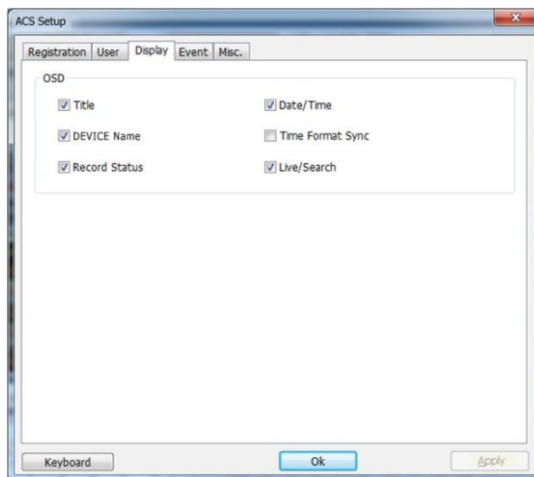 ACS Setup
Registration User Display Event Misc.
OSD
Title Date/Time
DEVICE Name Time Format Sync
Record Status Live/Search
Keyboard Ok Apply